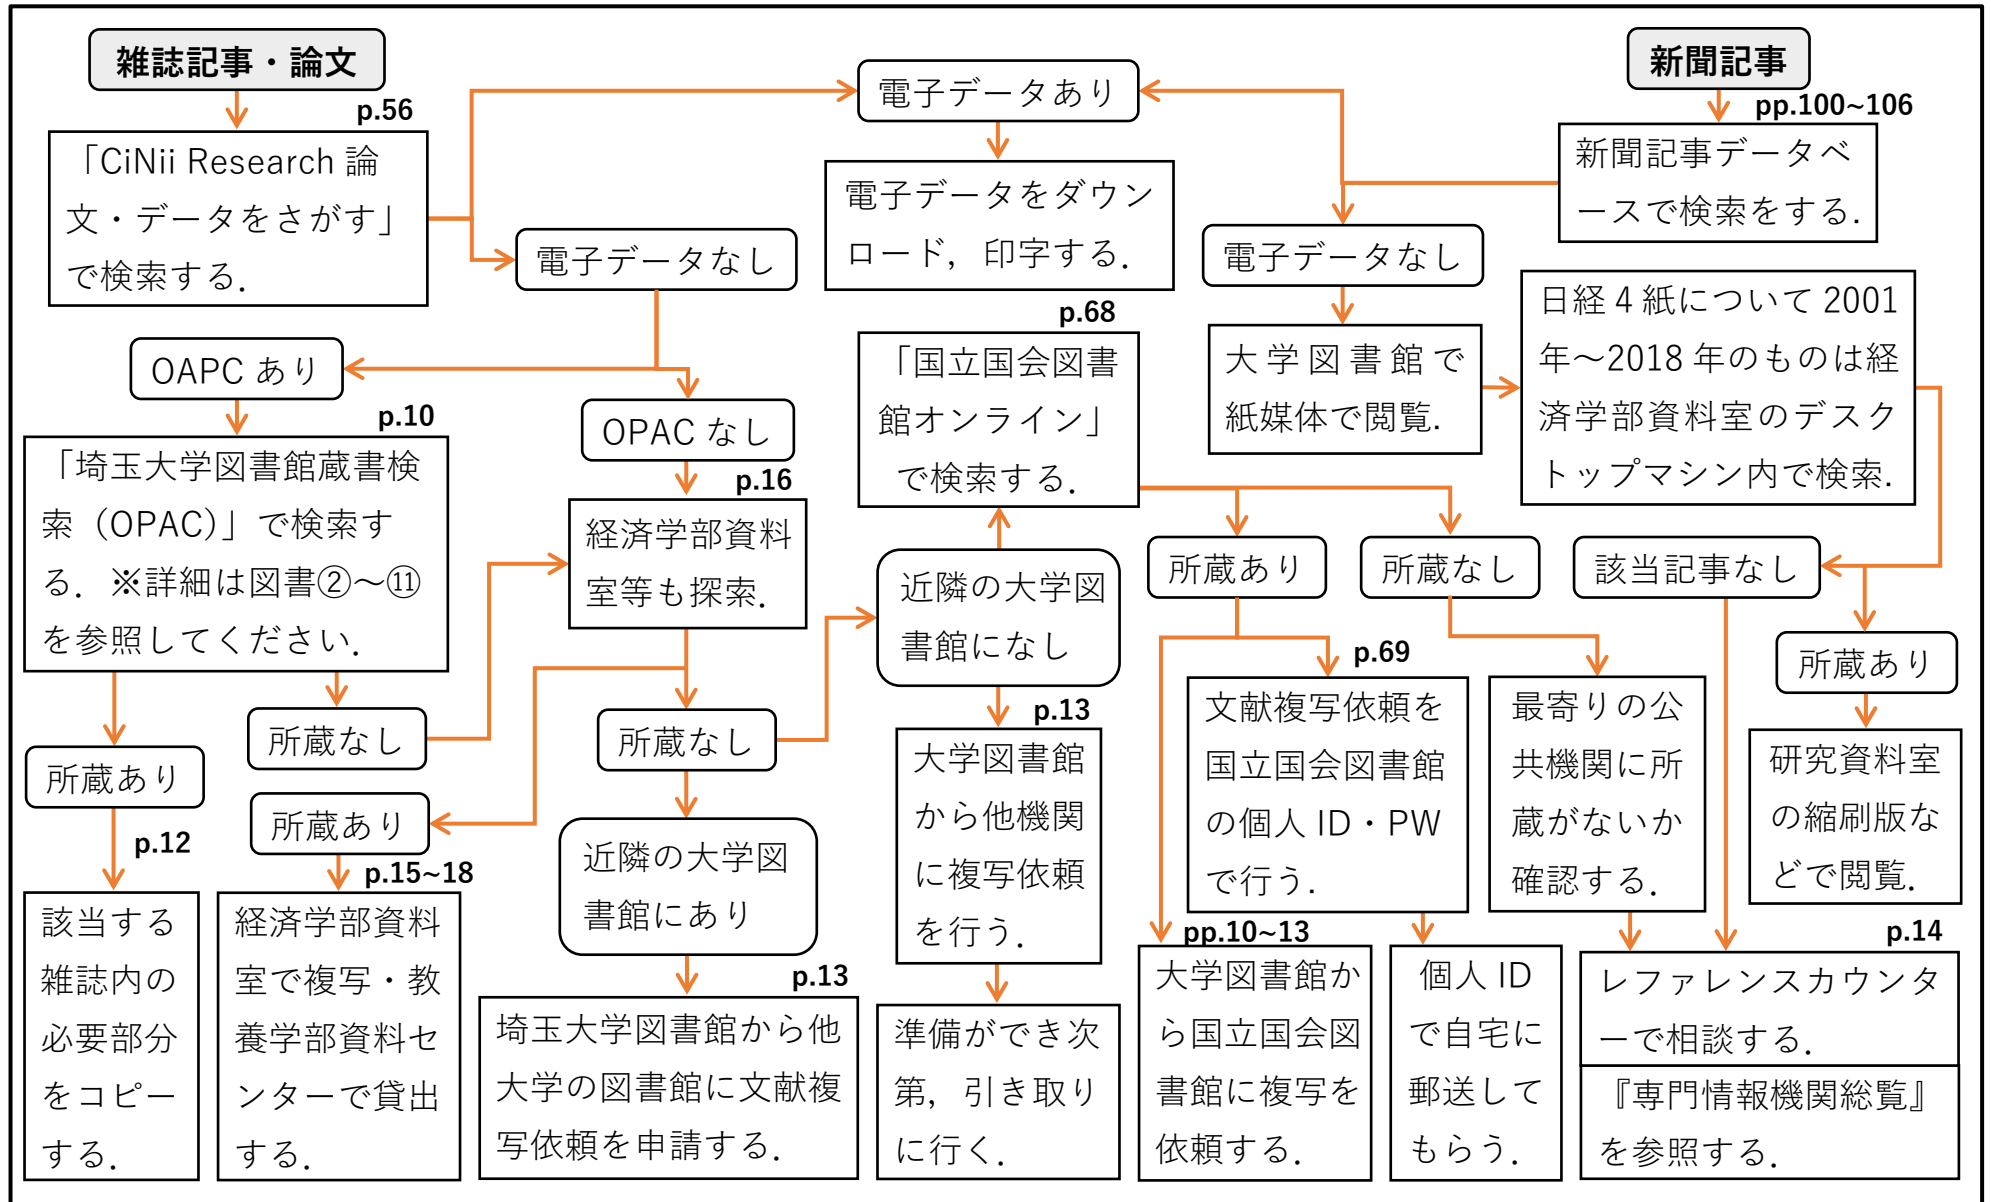 雑誌記事・論文
p.56
「CiNii Research 論
文・データをさがす」
で検索する.
電子データあり
電子データをダウン
ロード，印字する.
新聞記事
pp.100~106
新聞記事データベ
ースで検索をする.
電子データなし
電子データなし
大学図書館で
紙媒体で閲覧.
日経 4 紙について 2001
年～2018 年のものは経
済学部資料室のデスク
トップマシン内で検索.
OAPC あり
p.10
「埼玉大学図書館蔵書検
索（OPAC）」で検索す
る．※詳細は図書②～⑪
を参照してください.
OPAC なし
p.16
経済学部資料
室等も探索.
p.68
「国立国会図書
館オンライン」
で検索する.
近隣の大学図
書館になし
所蔵あり
所蔵なし
該当記事なし
所蔵あり
所蔵なし
所蔵あり
所蔵なし
所蔵あり
p.12
該当する
雑誌内の
必要部分
をコピー
する.
p.15~18
経済学部資料
室で複写・教
養学部資料セ
ンターで貸出
する.
近隣の大学図
書館にあり
p.13
埼玉大学図書館から他
大学の図書館に文献複
写依頼を申請する.
p.13
大学図書館
から他機関
に複写依頼
を行う.
準備ができ次
第，引き取り
に行く.
p.69
文献複写依頼を
国立国会図書館
の個人 ID・PW
で行う.
pp.10~13
大学図書館か
ら国立国会図
書館に複写を
依頼する.
個人 ID
で自宅に
郵送して
もらう.
最寄りの公
共機関に所
蔵がないか
確認する.
研究資料室
の縮刷版な
どで閲覧.
p.14
レファレンスカウンタ
ーで相談する.
『専門情報機関総覧』
を参照する.